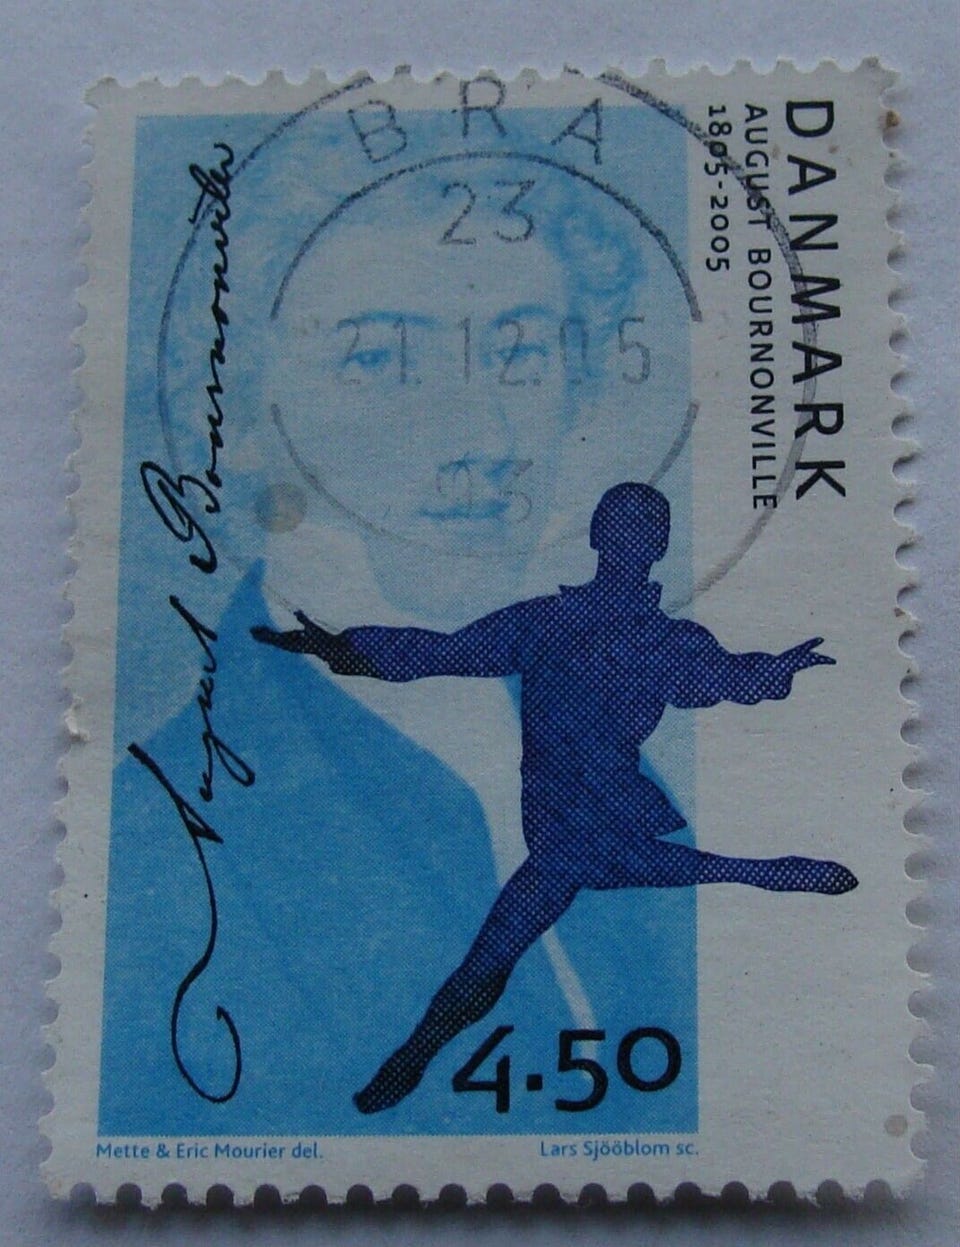 DANMARK
AUGUST BOURNONVILLE
1805-2005
BRA
23
21.12.05
93
August Bournonville
4.50
Mette & Eric Mourier del.
Lars Sjööblom sc.